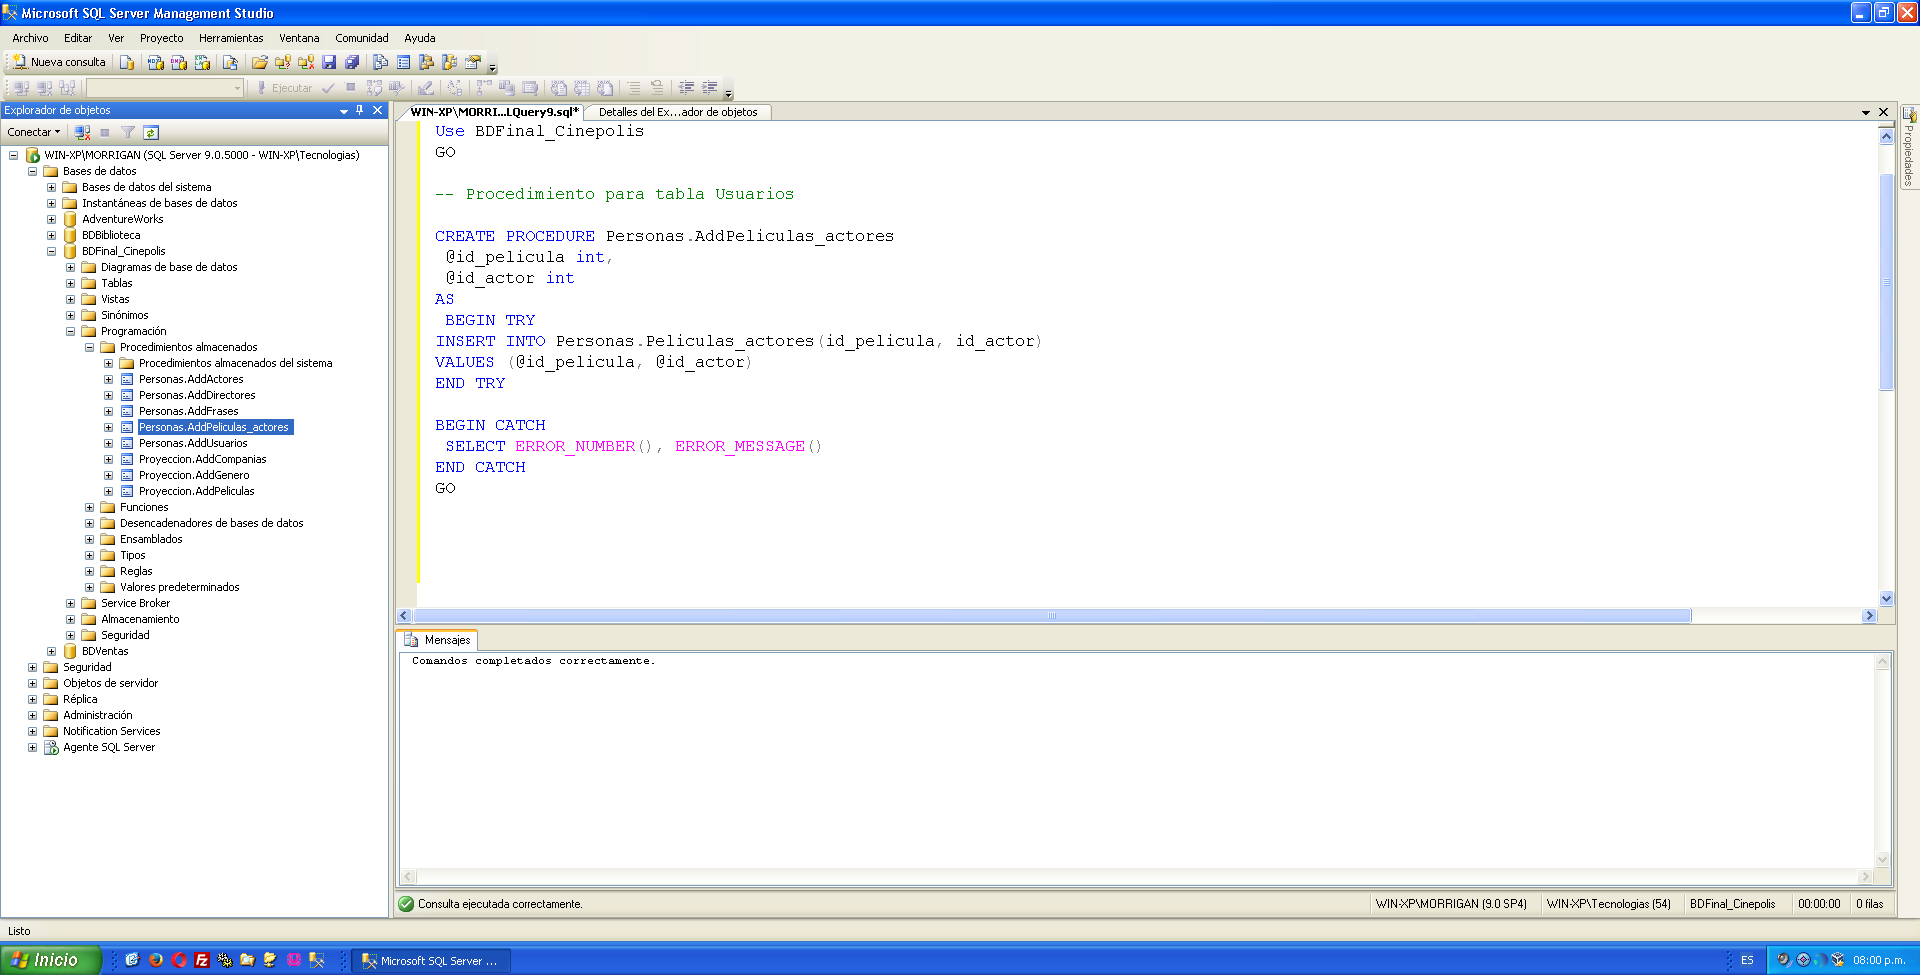 Microsoft SQL Server Management Studio
Archivo Editar Ver Proyecto Herramientas Ventana Comunidad Ayuda
Nueva consulta
Ejecutar
Explorador de objetos
Conectar
WIN-XP\MORRIGAN (SQL Server 9.0.5000 - WIN-XP\Tecnologias)
Bases de datos
Bases de datos del sistema
Instantáneas de bases de datos
AdventureWorks
BDBiblioteca
BDFinal_Cinepolis
Diagramas de base de datos
Tablas
Vistas
Sinónimos
Programación
Procedimientos almacenados
Procedimientos almacenados del sistema
Personas.AddActores
Personas.AddDirectores
Personas.AddFrases
Personas.AddPeliculas_actores
Personas.AddUsuarios
Proyeccion.AddCompanias
Proyeccion.AddGenero
Proyeccion.AddPeliculas
Funciones
Desencadenadores de bases de datos
Ensamblados
Tipos
Reglas
Valores predeterminados
Service Broker
Almacenamiento
Seguridad
BDVentas
Seguridad
Objetos de servidor
Réplica
Administración
Notification Services
Agente SQL Server
WIN-XP\MORRI...LQuery9.sql* Detalles del Ex...ador de objetos
Use BDFinal_Cinepolis
GO
-- Procedimiento para tabla Usuarios
CREATE PROCEDURE Personas.AddPeliculas_actores
@id_pelicula int,
@id_actor int
AS
BEGIN TRY
INSERT INTO Personas.Peliculas_actores(id_pelicula, id_actor)
VALUES (@id_pelicula, @id_actor)
END TRY
BEGIN CATCH
SELECT ERROR_NUMBER(), ERROR_MESSAGE()
END CATCH
GO
Propiedades
Mensajes
Comandos completados correctamente.
Consulta ejecutada correctamente. WIN-XP\MORRIGAN (9.0 SP4) WIN-XP\Tecnologias (54) BDFinal_Cinepolis 00:00:00 0 filas
Listo
Inicio Microsoft SQL Server ... ES 08:00 p.m.